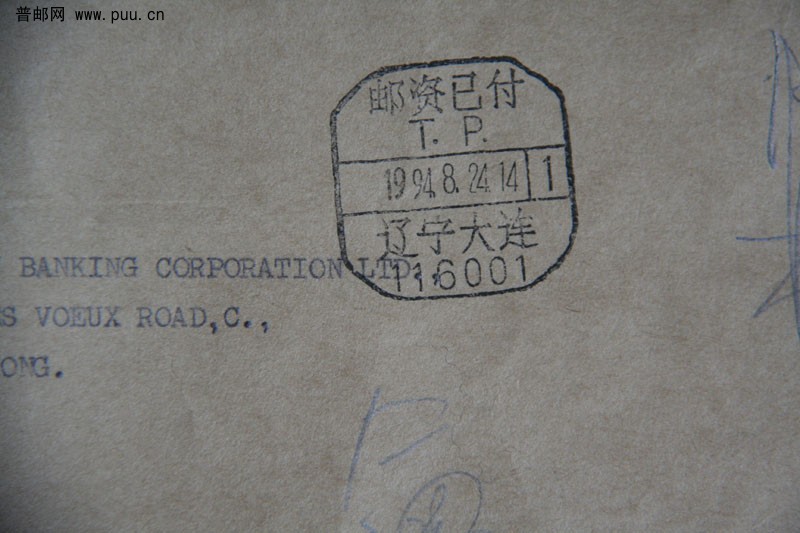 普邮网 www.puu.cn
邮资已付
T. P.
1994.8.24.14 1
辽宁大连
116001
BANKING CORPORATION LTD.,
S VOEUX ROAD,C.,
ONG.